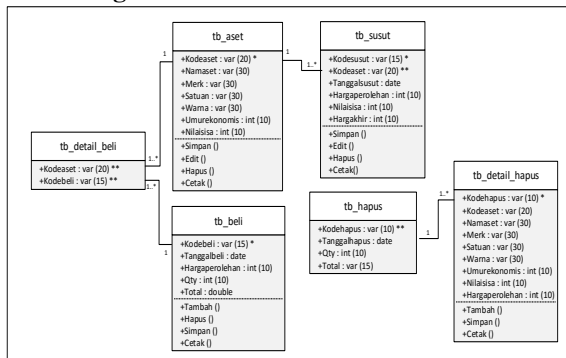 tb_aset
+Kodeaset : var (20) *
+Namaset : var (30)
+Merk : var (30)
+Satuan : var (30)
+Warna : var (30)
+Umurekonomis : int (10)
+Nilaisisa : int (10)
+Simpan ()
+Edit ()
+Hapus ()
+Cetak ()
1
1
1..*
tb_susut
+Kodesusut : var (15) *
+Kodeaset : var (20) **
+Tanggalsusut : date
+Hargaperolehan : int (10)
+Nilaisisa : int (10)
+Hargakhir : int (10)
+Simpan ()
+Edit ()
+Hapus ()
+Cetak()
tb_detail_beli
+Kodeaset : var (20) **
+Kodebeli : var (15) **
1..*
1..*
1
tb_beli
+Kodebeli : var (15) *
+Tanggalbeli : date
+Hargaperolehan : int (10)
+Qty : int (10)
+Total : double
+Tambah ()
+Hapus ()
+Simpan ()
+Cetak ()
tb_hapus
+Kodehapus : var (10) **
+Tanggalhapus : date
+Qty : int (10)
+Total : var (15)
1
1..*
tb_detail_hapus
+Kodehapus : var (10) *
+Kodeaset : var (20)
+Namaset : var (30)
+Merk : var (30)
+Satuan : var (30)
+Warna : var (30)
+Umurekonomis : int (10)
+Nilaisisa : int (10)
+Hargaperolehan : int (10)
+Tambah ()
+Simpan ()
+Cetak ()